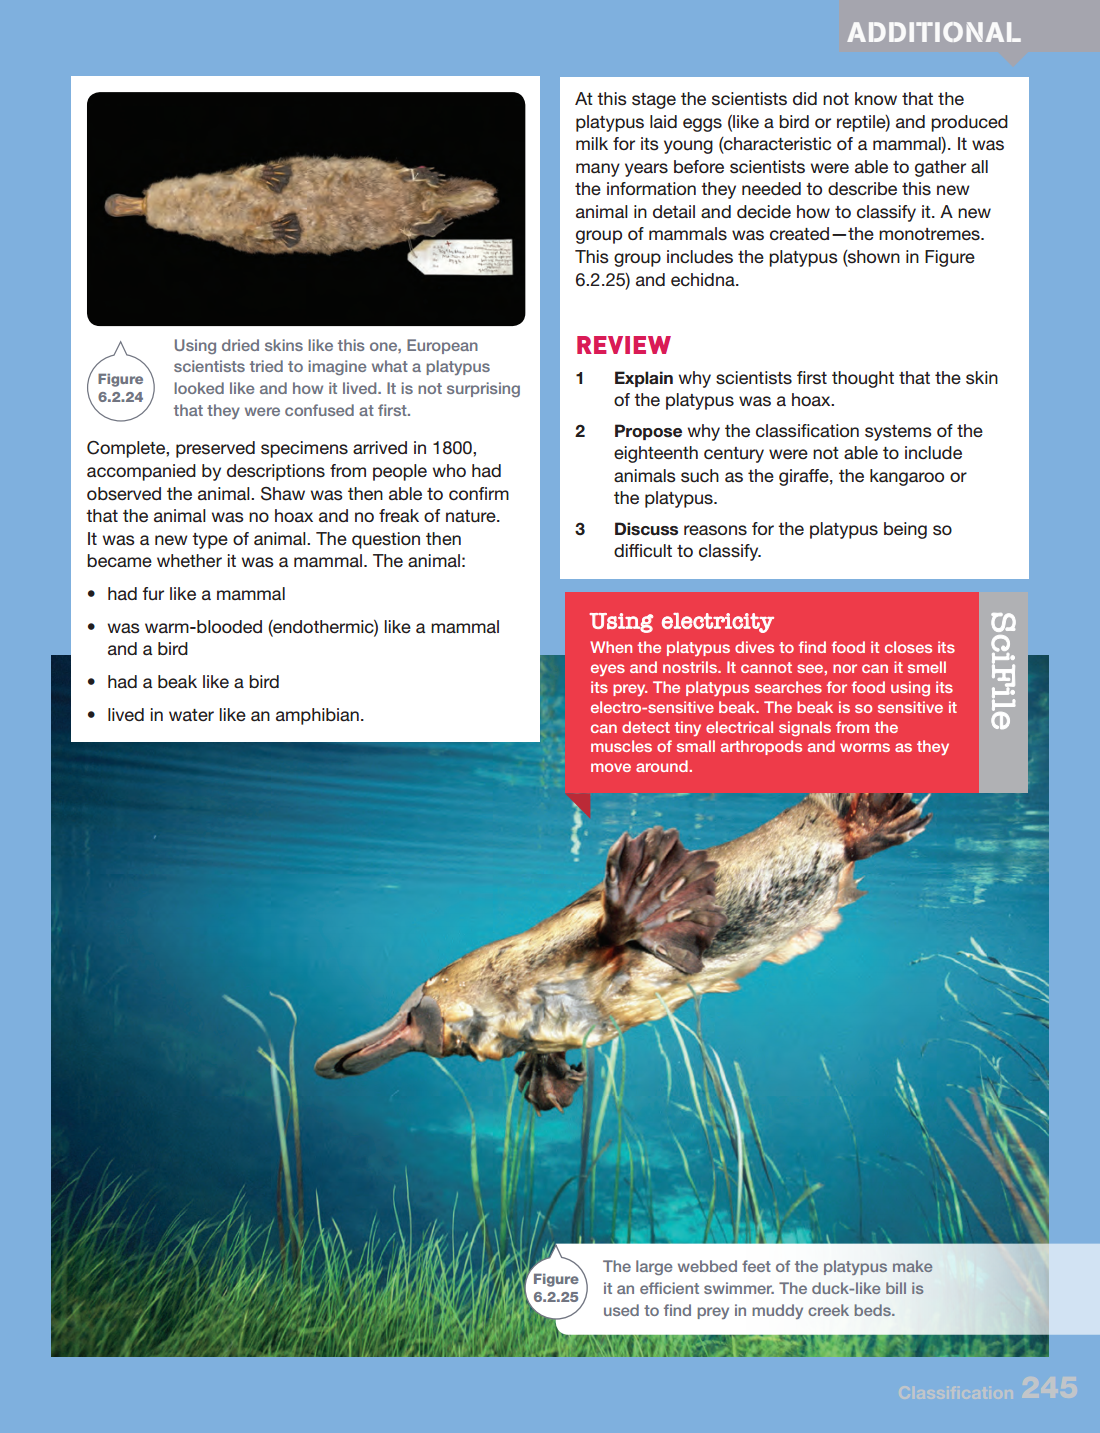 ADDITIONAL
Figure
6.2.24
Using dried skins like this one, European
scientists tried to imagine what a platypus
looked like and how it lived. It is not surprising
that they were confused at first.
Complete, preserved specimens arrived in 1800,
accompanied by descriptions from people who had
observed the animal. Shaw was then able to confirm
that the animal was no hoax and no freak of nature.
It was a new type of animal. The question then
became whether it was a mammal. The animal:
• had fur like a mammal
• was warm-blooded (endothermic) like a mammal
and a bird
• had a beak like a bird
• lived in water like an amphibian.
At this stage the scientists did not know that the
platypus laid eggs (like a bird or reptile) and produced
milk for its young (characteristic of a mammal). It was
many years before scientists were able to gather all
the information they needed to describe this new
animal in detail and decide how to classify it. A new
group of mammals was created—the monotremes.
This group includes the platypus (shown in Figure
6.2.25) and echidna.
REVIEW
1 Explain why scientists first thought that the skin
of the platypus was a hoax.
2 Propose why the classification systems of the
eighteenth century were not able to include
animals such as the giraffe, the kangaroo or
the platypus.
3 Discuss reasons for the platypus being so
difficult to classify.
Using electricity
When the platypus dives to find food it closes its
eyes and nostrils. It cannot see, nor can it smell
its prey. The platypus searches for food using its
electro-sensitive beak. The beak is so sensitive it
can detect tiny electrical signals from the
muscles of small arthropods and worms as they
move around.
SciFile
Figure
6.2.25
The large webbed feet of the platypus make
it an efficient swimmer. The duck-like bill is
used to find prey in muddy creek beds.
Classification 245